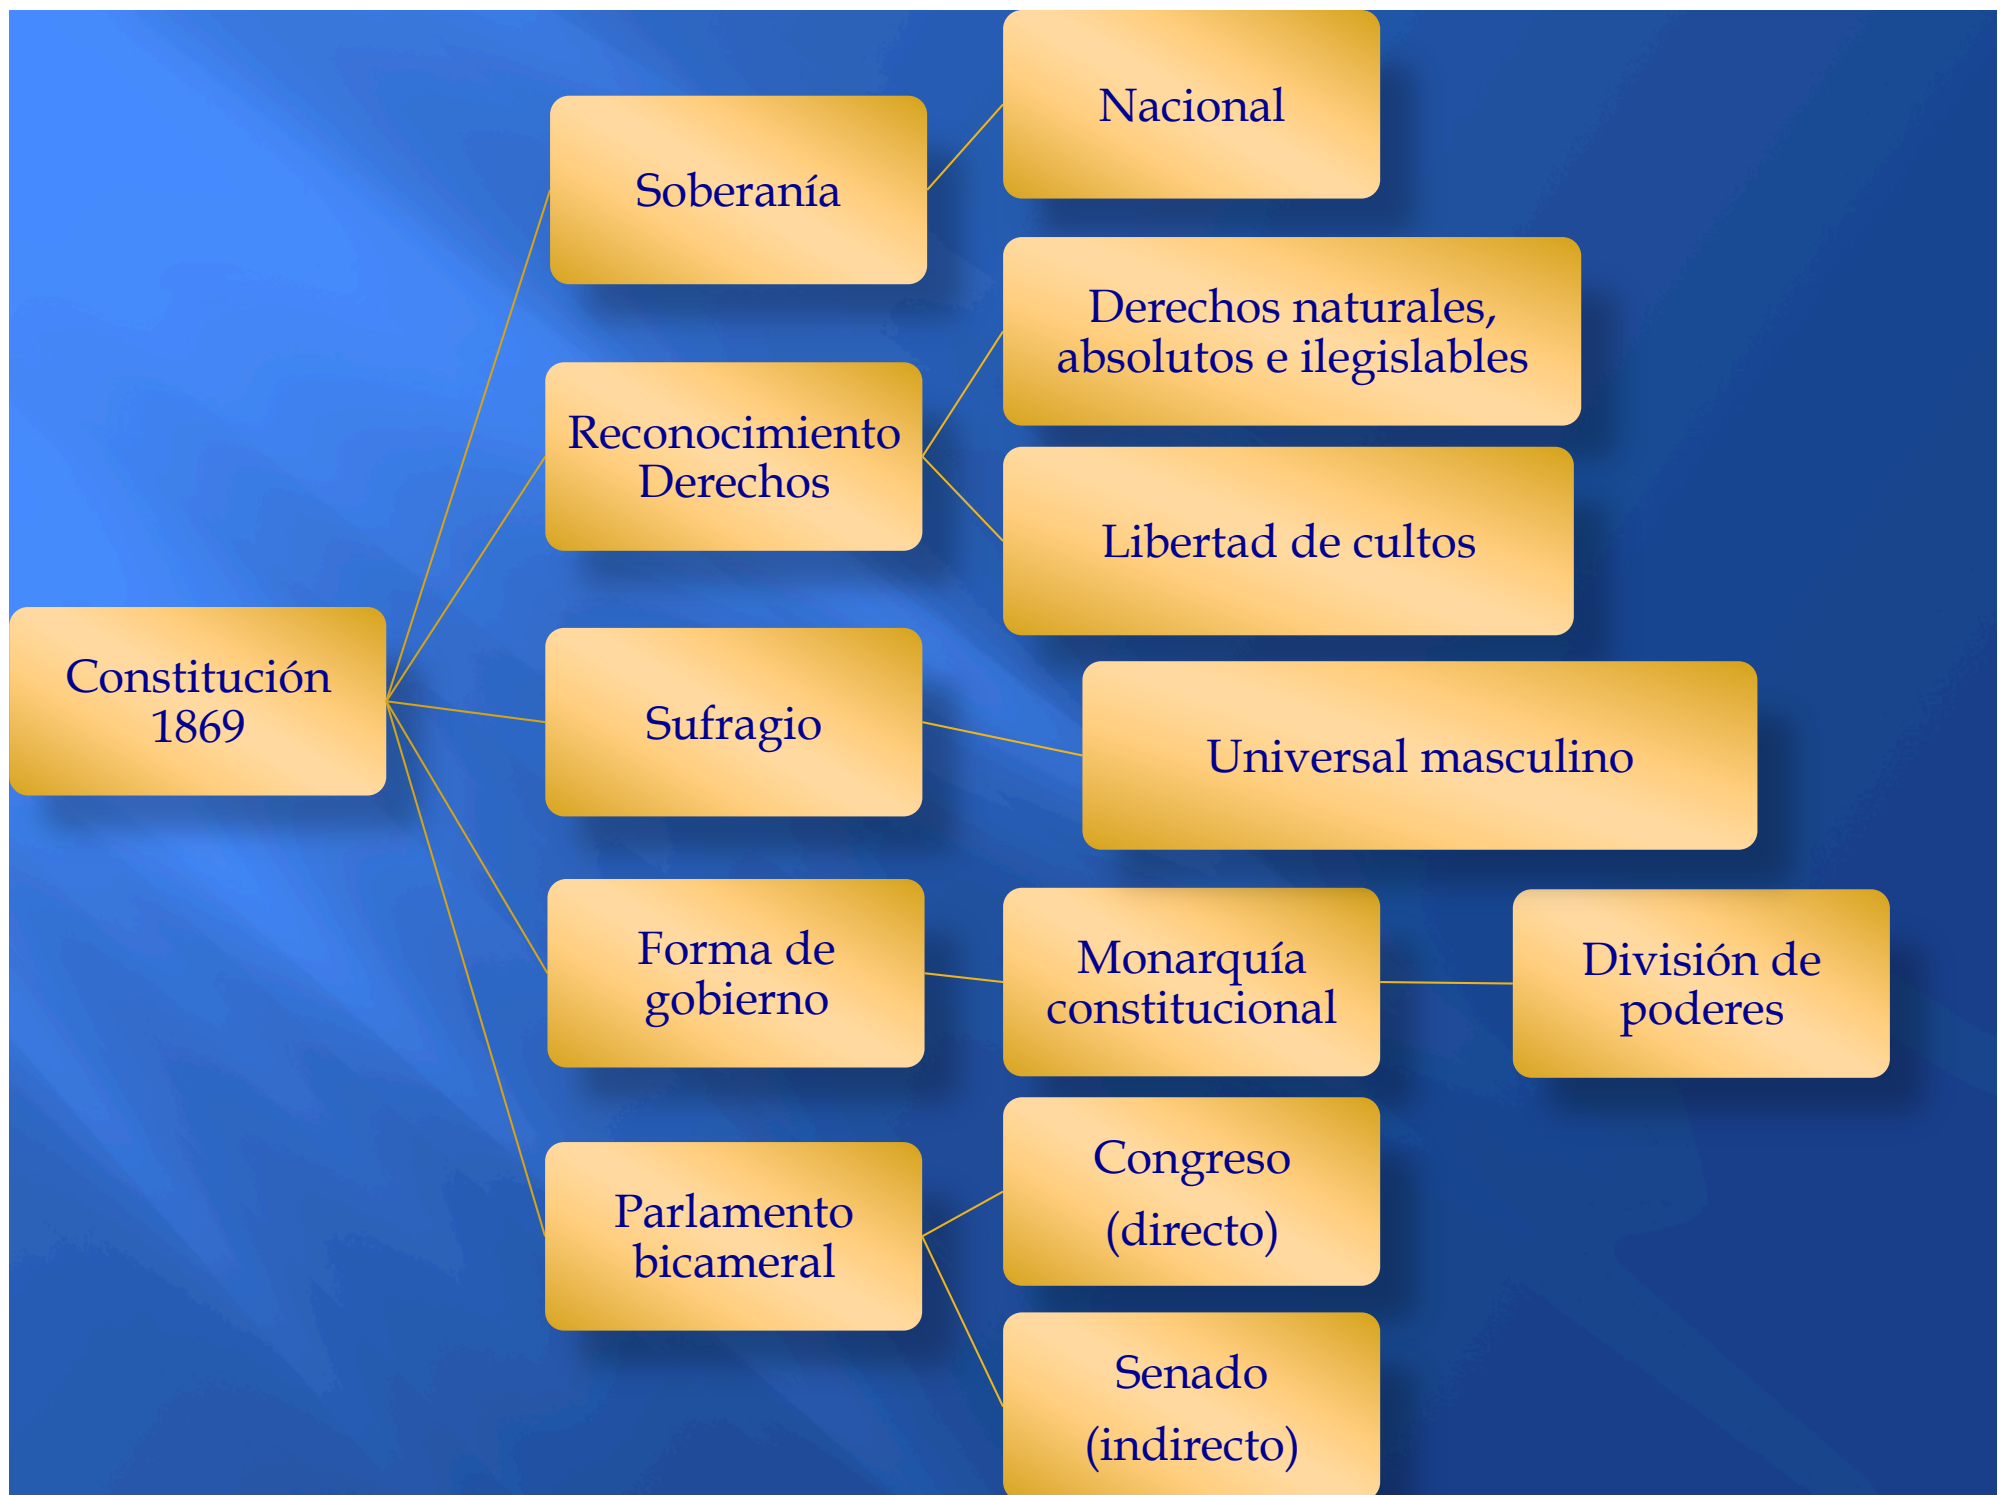 Constitución
1869
Soberanía
Nacional
Reconocimiento
Derechos
Derechos naturales,
absolutos e ilegislables
Libertad de cultos
Sufragio
Universal masculino
Forma de
gobierno
Monarquía
constitucional
División de
poderes
Parlamento
bicameral
Congreso
(directo)
Senado
(indirecto)